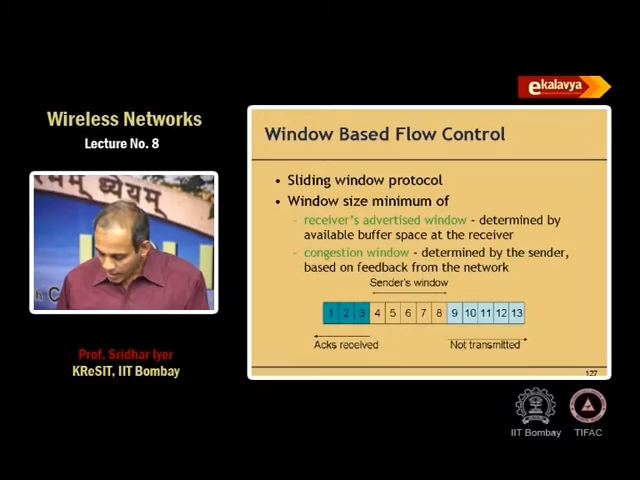 ekalavya
Wireless Networks
Lecture No. 8
ध्येयम्
Prof. Sridhar Iyer
KReSIT, IIT Bombay
Window Based Flow Control
• Sliding window protocol
• Window size minimum of
– receiver's advertised window - determined by
available buffer space at the receiver
– congestion window - determined by the sender,
based on feedback from the network
Sender's window
1 2 3 4 5 6 7 8 9 10 11 12 13
Acks received Not transmitted
127
IIT Bombay TIFAC